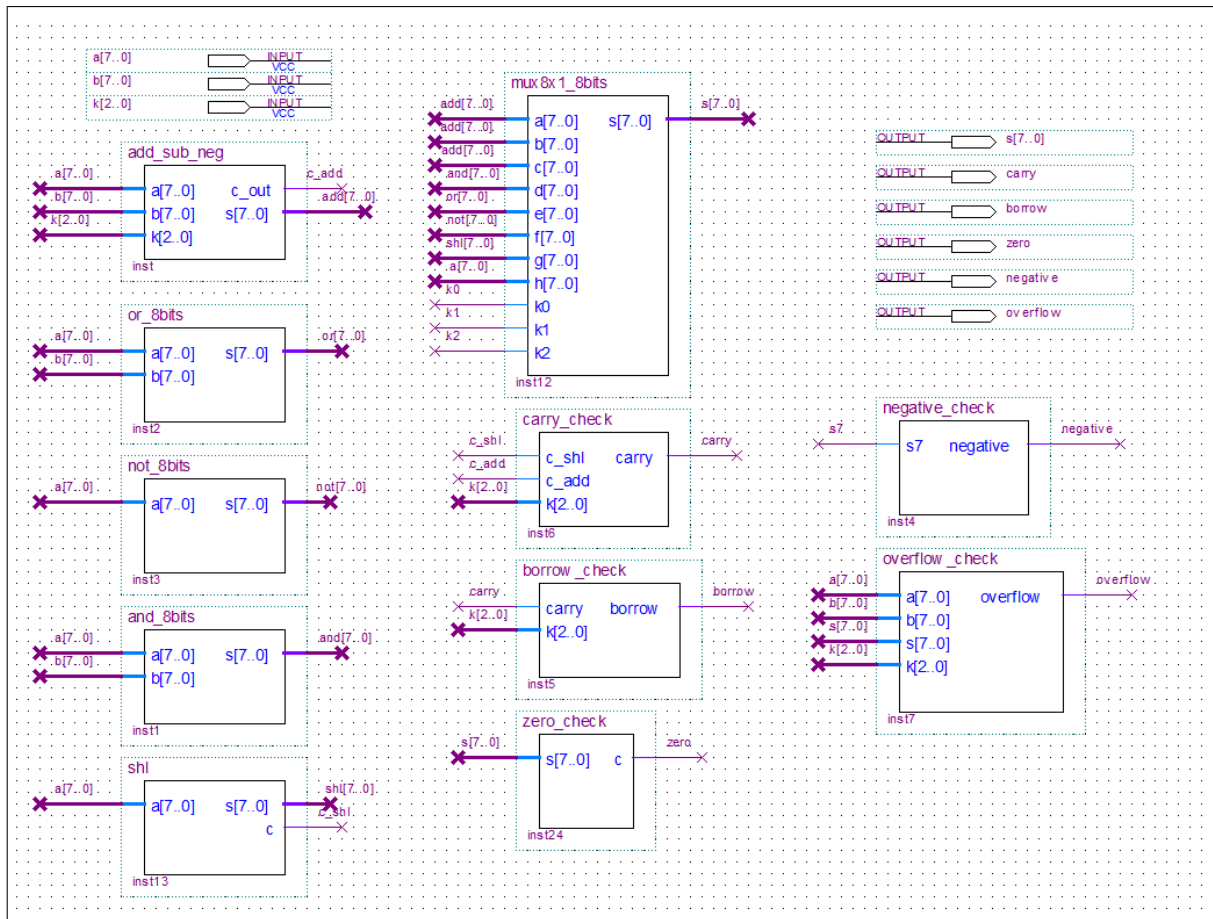 a[7..0] INPUT
VCC
b[7..0] INPUT
VCC
k[2..0] INPUT
VCC
add_sub_neg
a[7..0] a[7..0] c_out c_add
b[7..0] b[7..0] s[7..0] add[7..0]
k[2..0] k[2..0]
inst
or_8bits
a[7..0] a[7..0] s[7..0] or[7..0]
b[7..0] b[7..0]
inst2
not_8bits
a[7..0] a[7..0] s[7..0] not[7..0]
inst3
and_8bits
a[7..0] a[7..0] s[7..0] and[7..0]
b[7..0] b[7..0]
inst1
shl
a[7..0] a[7..0] s[7..0] shl[7..0]
c c_shl
inst13
mux8x1_8bits
add[7..0] a[7..0] s[7..0] s[7..0]
add[7..0] b[7..0]
add[7..0] c[7..0]
and[7..0] d[7..0]
or[7..0] e[7..0]
not[7..0] f[7..0]
shl[7..0] g[7..0]
a[7..0] h[7..0]
k0 k0
k1 k1
k2 k2
inst12
carry_check
c_shl c_shl carry carry
c_add c_add
k[2..0] k[2..0]
inst6
borrow_check
carry carry borrow borrow
k[2..0] k[2..0]
inst5
zero_check
s[7..0] s[7..0] c zero
inst24
OUTPUT s[7..0]
OUTPUT carry
OUTPUT borrow
OUTPUT zero
OUTPUT negative
OUTPUT overflow
negative_check
s7 s7 negative negative
inst4
overflow_check
a[7..0] a[7..0] overflow overflow
b[7..0] b[7..0]
s[7..0] s[7..0]
k[2..0] k[2..0]
inst7